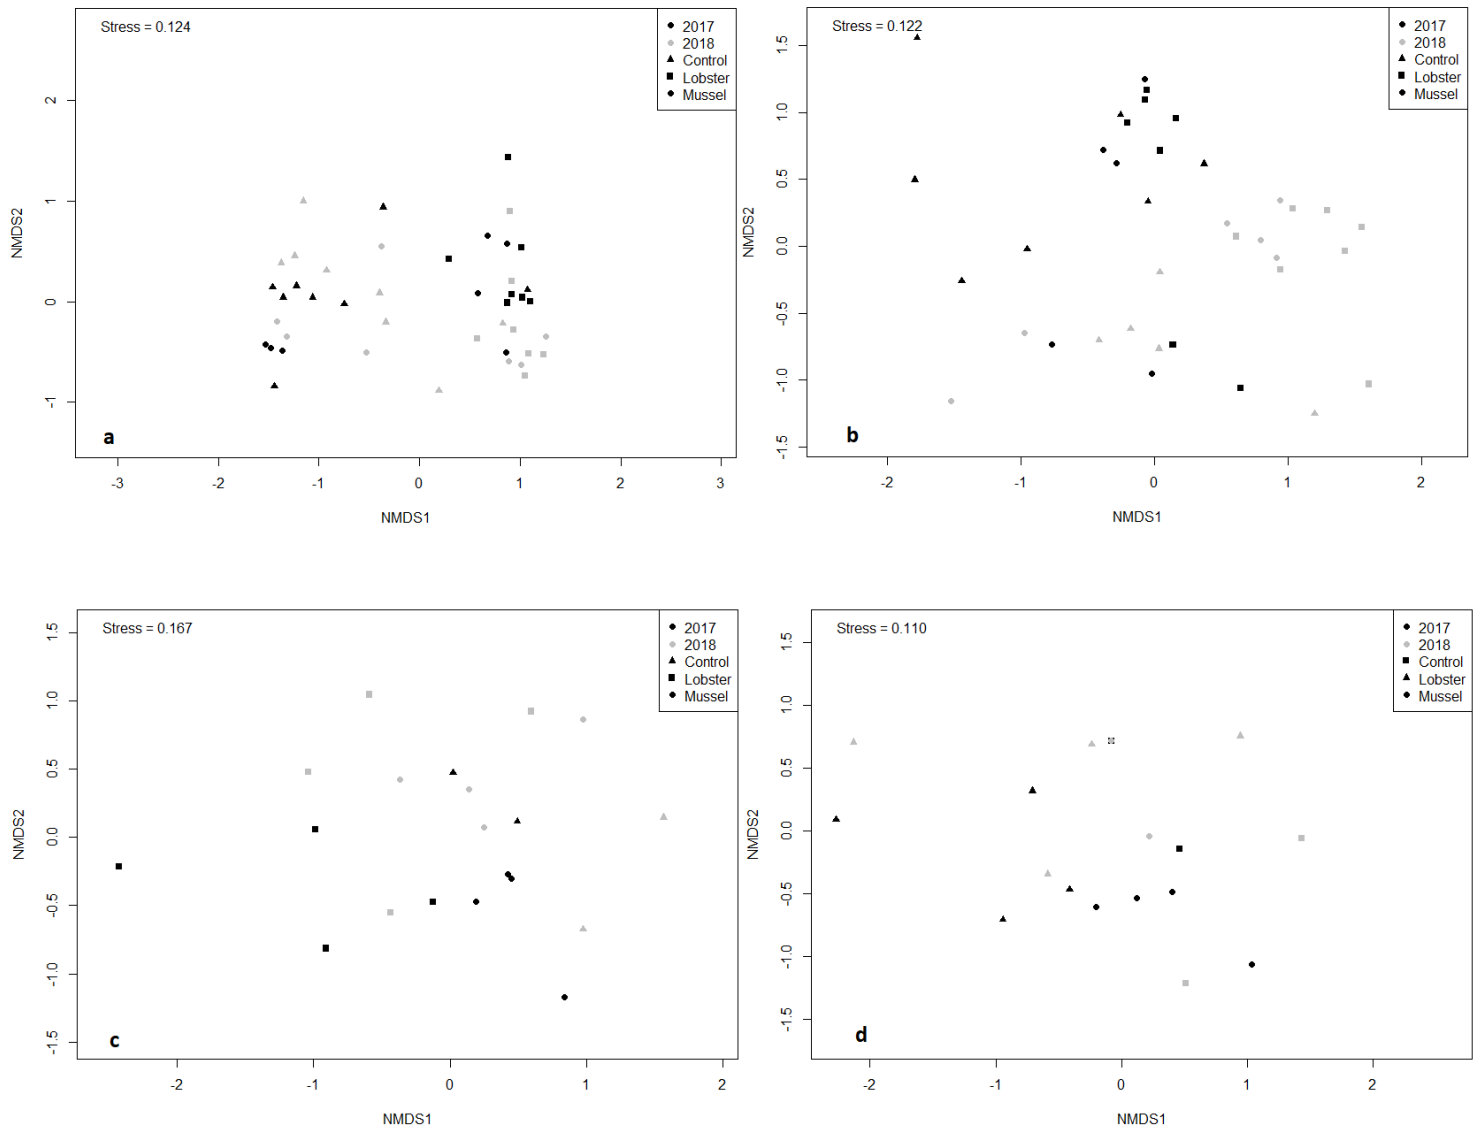 Stress = 0.124
2017
2018
Control
Lobster
Mussel
NMDS2
2
1
0
-1
a
-3
-2
-1
0
1
2
3
NMDS1
Stress = 0.122
2017
2018
Control
Lobster
Mussel
NMDS2
1.5
1.0
0.5
0.0
-0.5
-1.0
-1.5
b
-2
-1
0
1
2
NMDS1
Stress = 0.167
2017
2018
Control
Lobster
Mussel
NMDS2
1.5
1.0
0.5
0.0
-0.5
-1.0
-1.5
c
-2
-1
0
1
2
NMDS1
Stress = 0.110
2017
2018
Control
Lobster
Mussel
NMDS2
1.5
1.0
0.5
0.0
-0.5
-1.0
-1.5
d
-2
-1
0
1
2
NMDS1